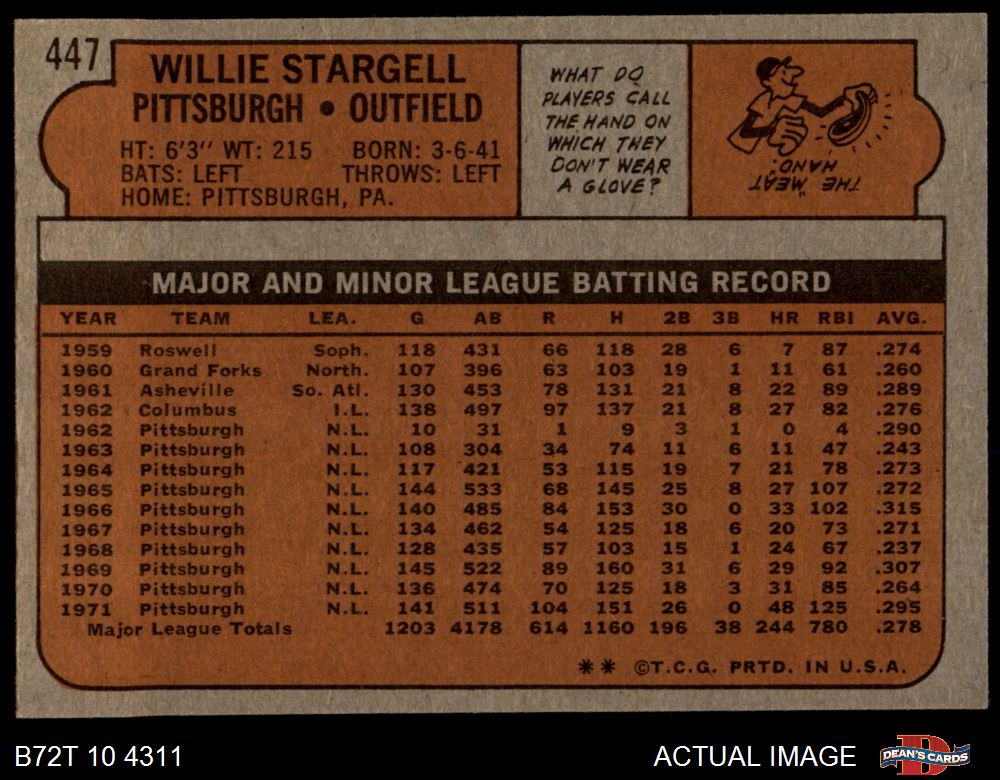 447
WILLIE STARGELL
PITTSBURGH • OUTFIELD
HT: 6'3" WT: 215 BORN: 3-6-41
BATS: LEFT THROWS: LEFT
HOME: PITTSBURGH, PA.
WHAT DO
PLAYERS CALL
THE HAND ON
WHICH THEY
DON'T WEAR
A GLOVE?
THE "MEAT"
HAND.
MAJOR AND MINOR LEAGUE BATTING RECORD
YEAR TEAM LEA. G AB R H 2B 3B HR RBI AVG.
1959 Roswell Soph. 118 431 66 118 28 6 7 87 .274
1960 Grand Forks North. 107 396 63 103 19 1 11 61 .260
1961 Asheville So. Atl. 130 453 78 131 21 8 22 89 .289
1962 Columbus I.L. 138 497 97 137 21 8 27 82 .276
1962 Pittsburgh N.L. 10 31 1 9 3 1 0 4 .290
1963 Pittsburgh N.L. 108 304 34 74 11 6 11 47 .243
1964 Pittsburgh N.L. 117 421 53 115 19 7 21 78 .273
1965 Pittsburgh N.L. 144 533 68 145 25 8 27 107 .272
1966 Pittsburgh N.L. 140 485 84 153 30 0 33 102 .315
1967 Pittsburgh N.L. 134 462 54 125 18 6 20 73 .271
1968 Pittsburgh N.L. 128 435 57 103 15 1 24 67 .237
1969 Pittsburgh N.L. 145 522 89 160 31 6 29 92 .307
1970 Pittsburgh N.L. 136 474 70 125 18 3 31 85 .264
1971 Pittsburgh N.L. 141 511 104 151 26 0 48 125 .295
Major League Totals 1203 4178 614 1160 196 38 244 780 .278
** ©T.C.G. PRTD. IN U.S.A.
B72T 10 4311 ACTUAL IMAGE DEAN'S CARDS